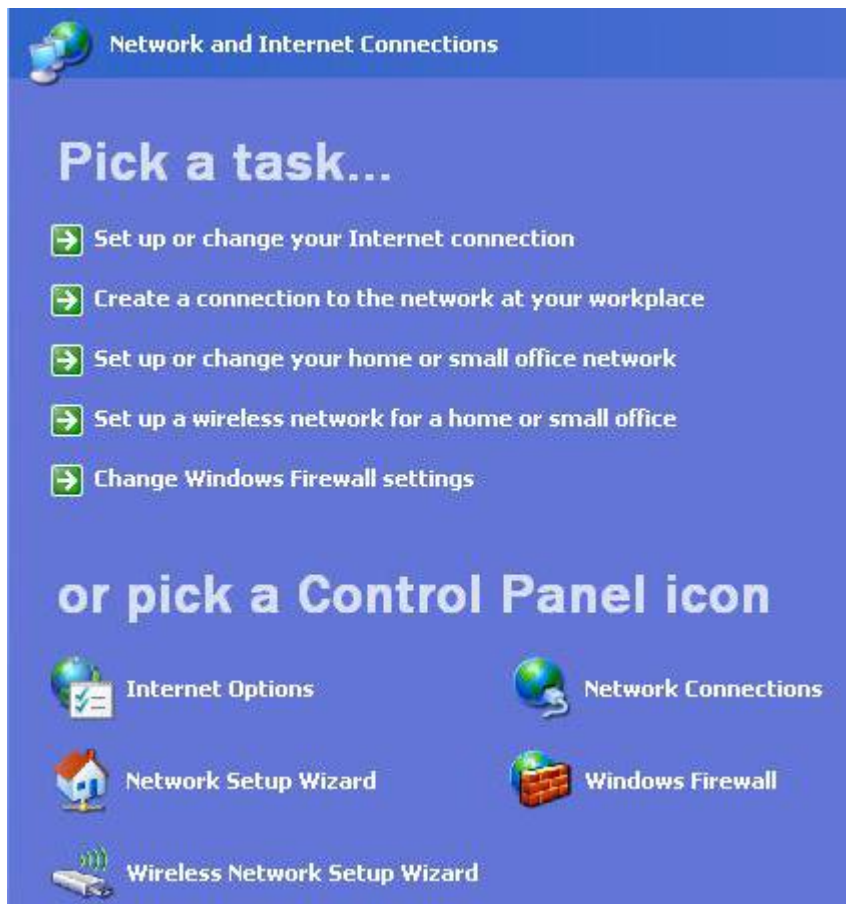 Network and Internet Connections
Pick a task...
Set up or change your Internet connection
Create a connection to the network at your workplace
Set up or change your home or small office network
Set up a wireless network for a home or small office
Change Windows Firewall settings
or pick a Control Panel icon
Internet Options
Network Connections
Network Setup Wizard
Windows Firewall
Wireless Network Setup Wizard